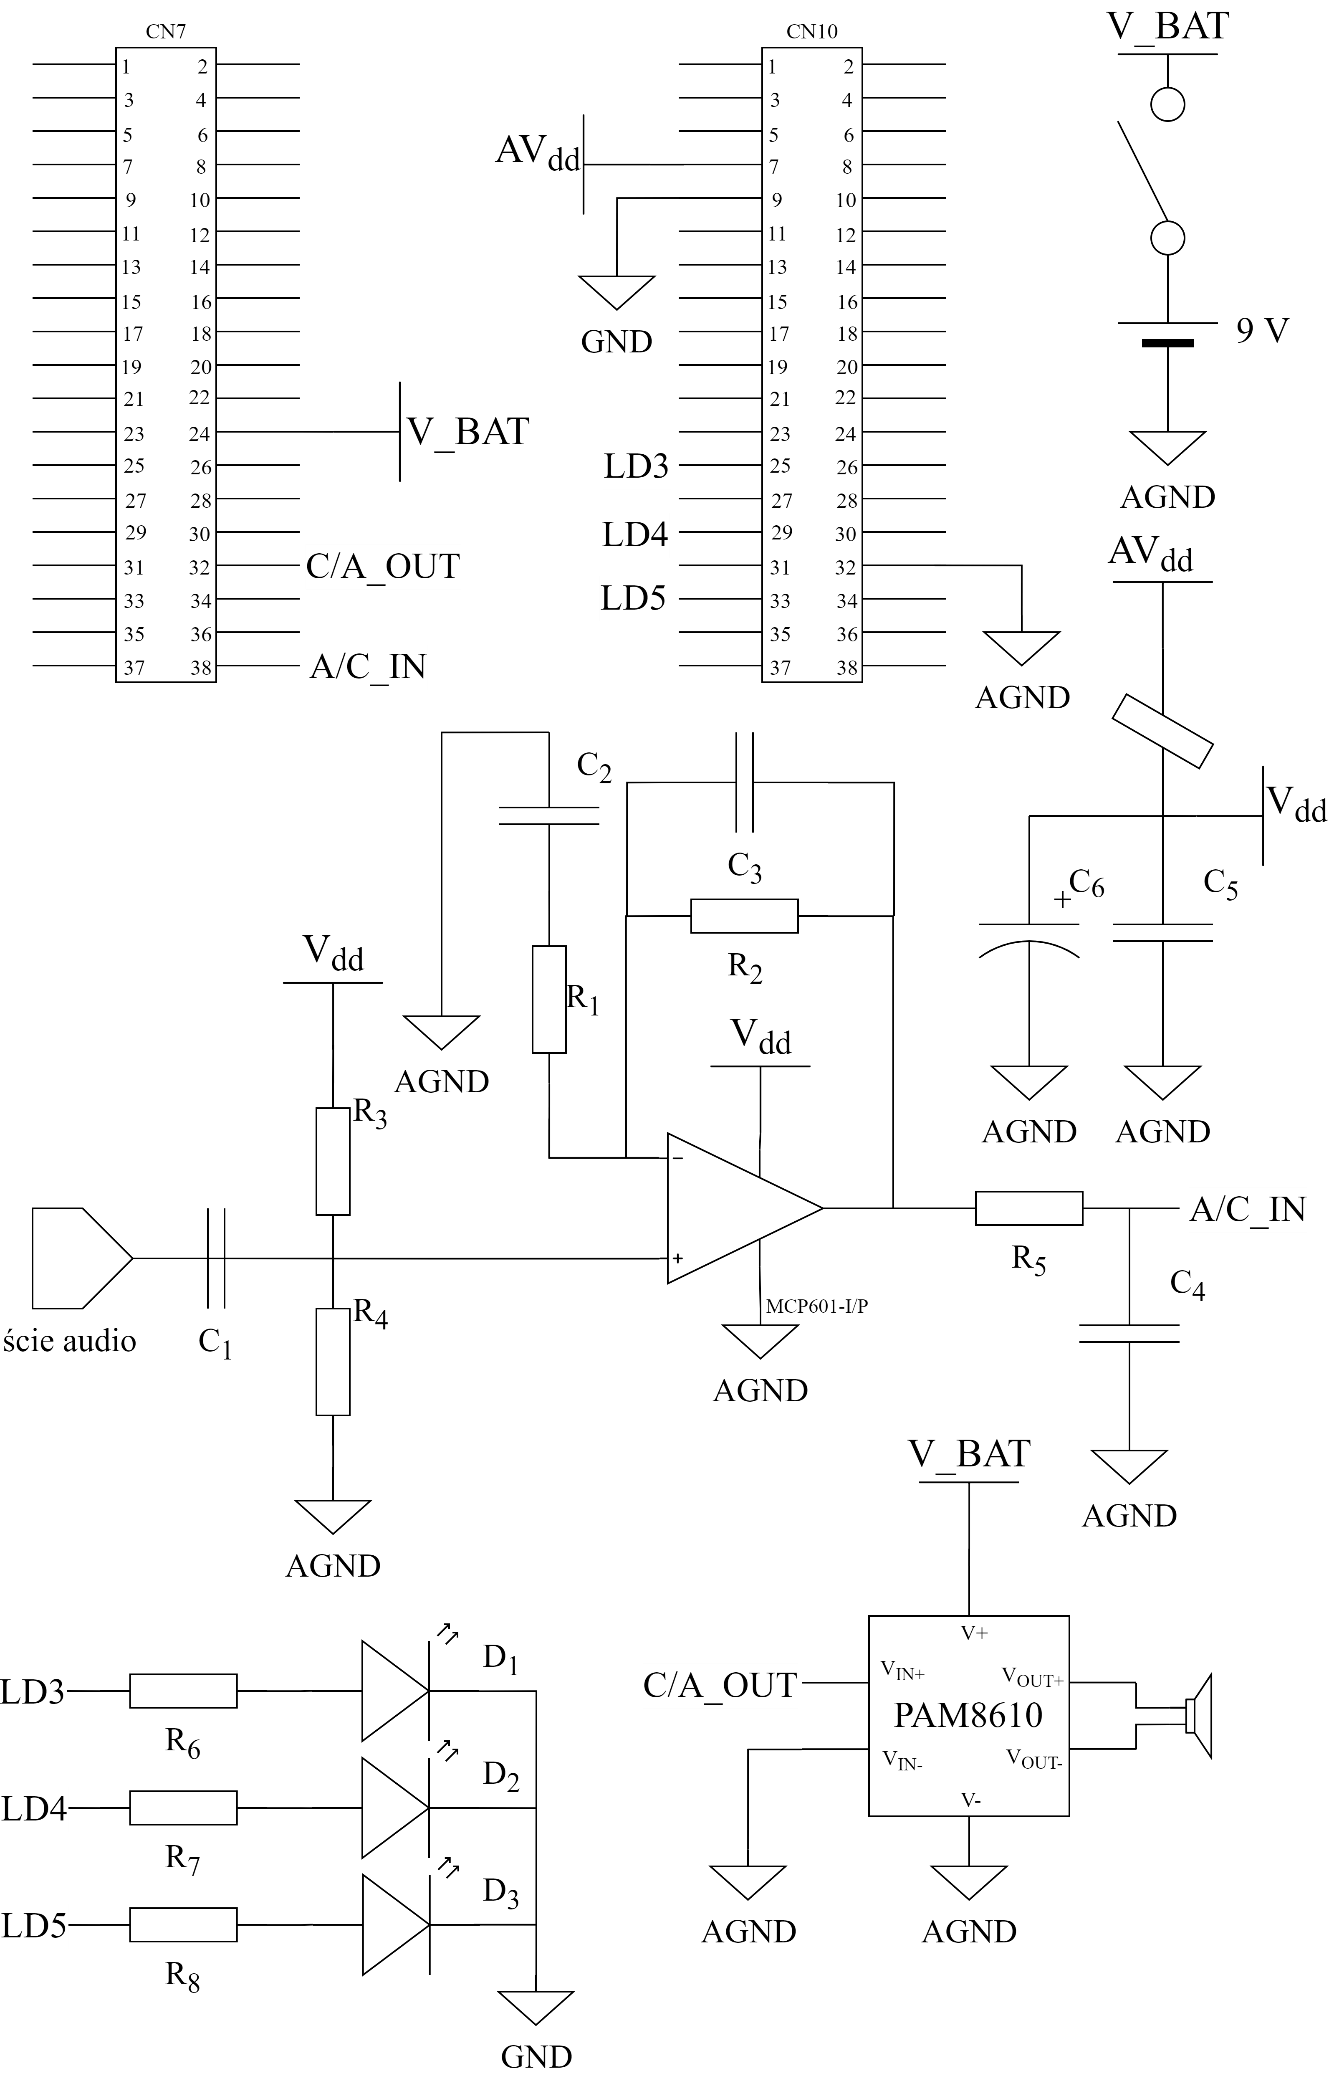 CN7
1 2
3 4
5 6
7 8
9 10
11 12
13 14
15 16
17 18
19 20
21 22
23 24
25 26
27 28
29 30
31 32
33 34
35 36
37 38
V_BAT
C/A_OUT
A/C_IN
CN10
1 2
3 4
5 6
7 8
9 10
11 12
13 14
15 16
17 18
19 20
21 22
23 24
25 26
27 28
29 30
31 32
33 34
35 36
37 38
AVdd
GND
LD3
LD4
LD5
AGND
V_BAT
9 V
AGND
AVdd
Vdd
+
C6
C5
AGND
AGND
C2
R1
AGND
C3
R2
Vdd
R3
R4
AGND
ście audio
C1
Vdd
−
+
MCP601-I/P
AGND
R5
A/C_IN
C4
AGND
LD3
R6
D1
LD4
R7
D2
LD5
R8
D3
GND
V_BAT
V+
C/A_OUT
VIN+
VOUT+
PAM8610
VIN-
VOUT-
V-
AGND
AGND